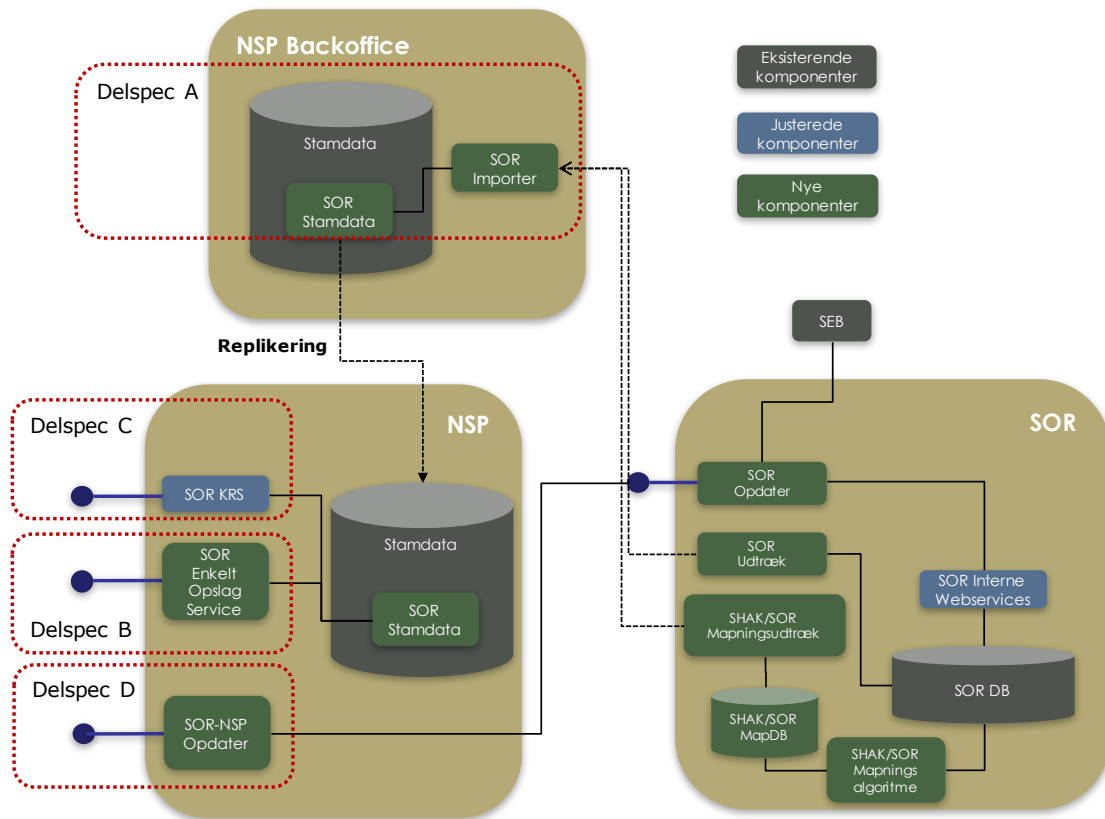 NSP Backoffice
Delspec A
Stamdata
SOR
Importer
SOR
Stamdata
Eksisterende
komponenter
Justerede
komponenter
Nye
komponenter
Replikering
SEB
Delspec C
NSP
SOR KRS
Stamdata
SOR
Enkelt
Opslag
Service
SOR
Stamdata
Delspec B
Delspec D
SOR-NSP
Opdater
SOR
SOR
Opdater
SOR
Udtræk
SOR Interne
Webservices
SHAK/SOR
Mapningsudtræk
SOR DB
SHAK/SOR
MapDB
SHAK/SOR
Mapnings
algoritme